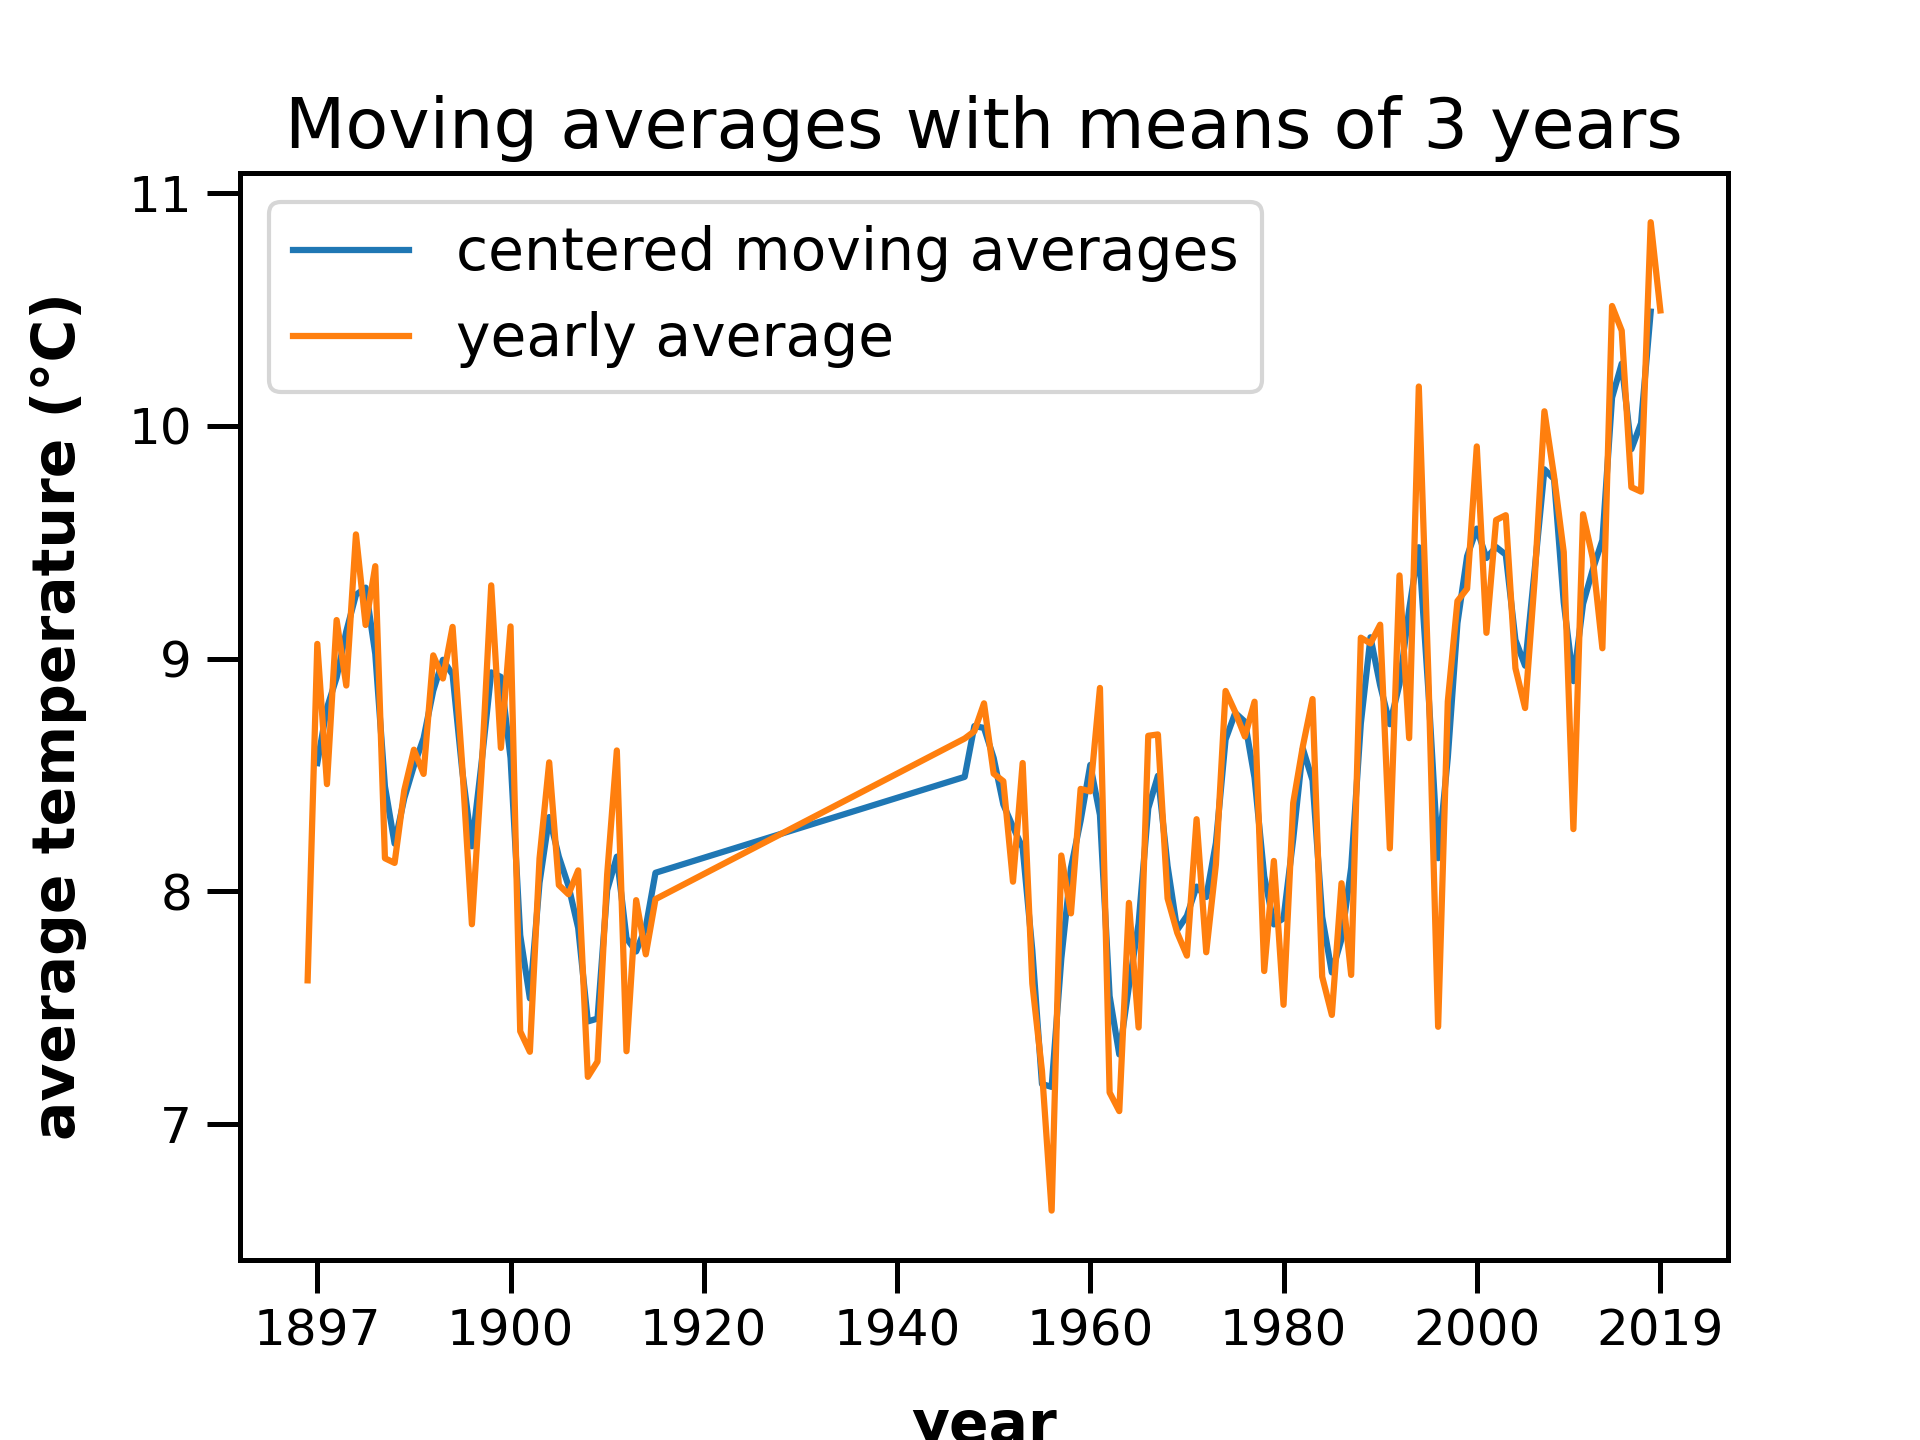 Moving averages with means of 3 years
centered moving averages
yearly average
average temperature (°C)
11
10
9
8
7
1897
1900
1920
1940
1960
1980
2000
2019
year